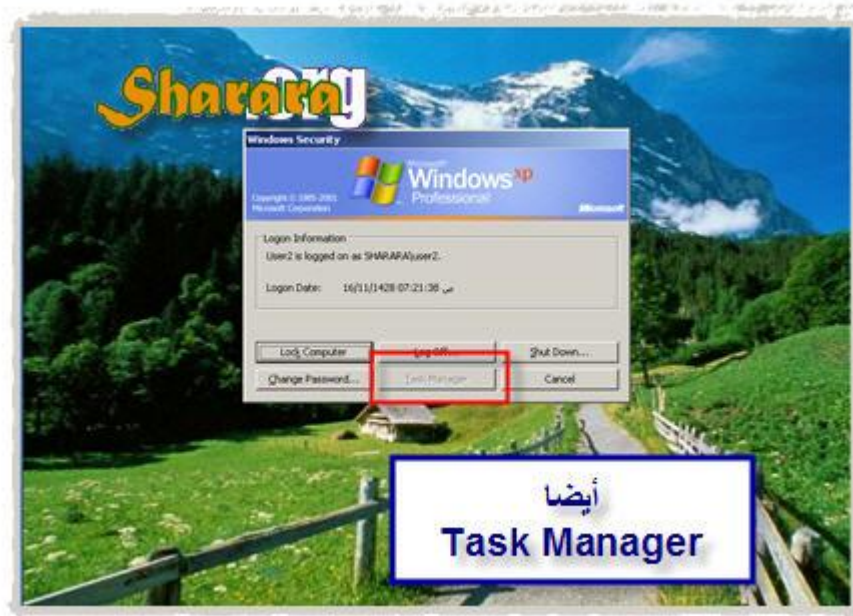 Sharara.org
Windows Security
Microsoft
Windows xp
Professional
Copyright © 1985-2001
Microsoft Corporation
Microsoft
Logon Information
User2 is logged on as SHARARA\user2.
Logon Date: 16/11/1428 07:21:38 ص
Lock Computer
Log Off...
Shut Down...
Change Password...
Task Manager
Cancel
أيضا
Task Manager